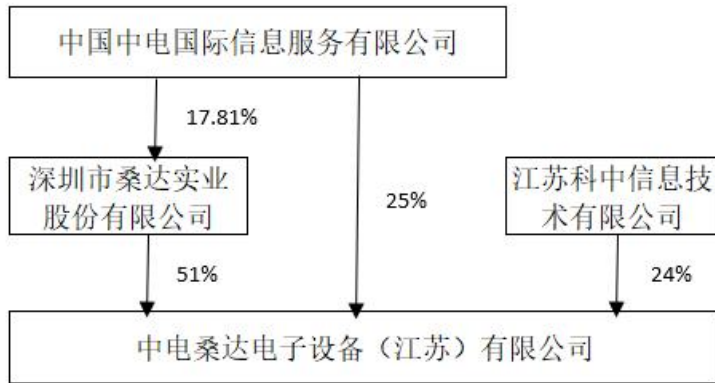 中国中电国际信息服务有限公司
17.81%
深圳市桑达实业
股份有限公司
江苏科中信息技
术有限公司
25%
51%
24%
中电桑达电子设备（江苏）有限公司